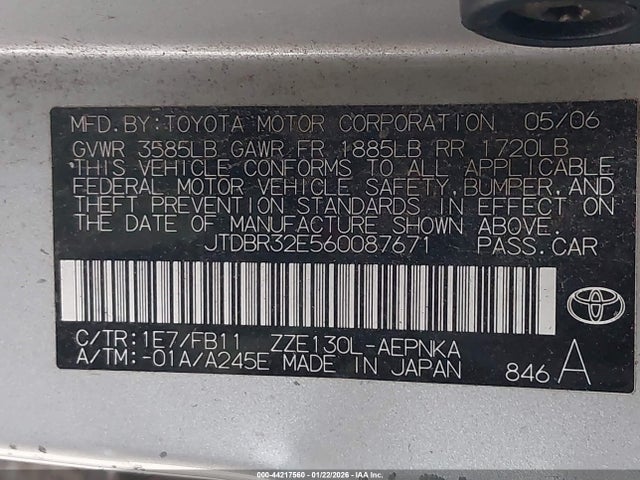 MFD. BY: TOYOTA MOTOR CORPORATION 05/06
GVWR 3585LB GAWR FR 1885LB RR 1720LB
THIS VEHICLE CONFORMS TO ALL APPLICABLE
FEDERAL MOTOR VEHICLE SAFETY, BUMPER, AND
THEFT PREVENTION STANDARDS IN EFFECT ON
THE DATE OF MANUFACTURE SHOWN ABOVE.
JTDBR32E560087671 PASS. CAR
C/TR: 1E7/FB11 ZZE130L-AEPNKA
A/TM: -01A/A245E MADE IN JAPAN 846 A
000-44217560 - 01/22/2026 - IAA Inc.